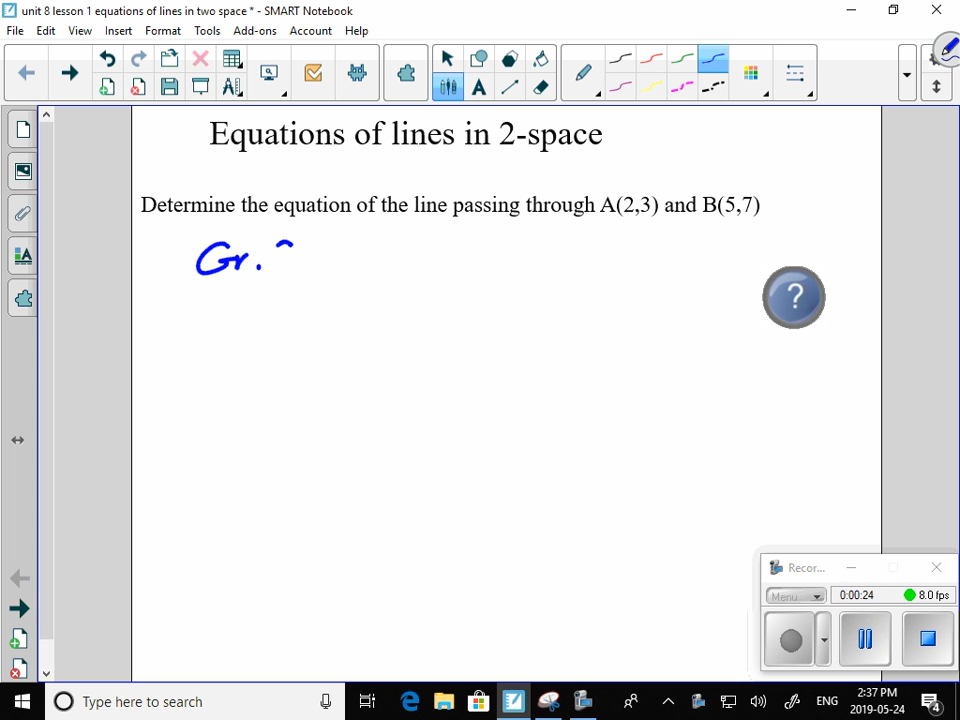 unit 8 lesson 1 equations of lines in two space * - SMART Notebook
File Edit View Insert Format Tools Add-ons Account Help
Equations of lines in 2-space
Determine the equation of the line passing through A(2,3) and B(5,7)
Gr.
?
Recor...
Menu 0:00:24 8.0 fps
Type here to search
ENG
2:37 PM
2019-05-24
4